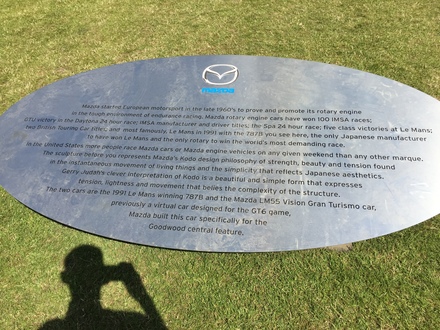 mazda
Mazda started European motorsport in the late 1960's to prove and promote its rotary engine
in the tough environment of endurance racing. Mazda rotary engine cars have won 100 IMSA races;
GTU victory in the Daytona 24 hour race; IMSA manufacturer and driver titles; the Spa 24 hour race; five class victories at Le Mans;
two British Touring Car titles; and most famously, Le Mans in 1991 with the 787B you see here, the only Japanese manufacturer
to have won Le Mans and the only rotary to win the world's most demanding race.
In the United States more people race Mazda cars or Mazda engine vehicles on any given weekend than any other marque.
The sculpture before you represents Mazda's Kodo design philosophy of strength, beauty and tension found
in the instantaneous movement of living things and the simplicity that reflects Japanese aesthetics.
Gerry Judah's clever interpretation of Kodo is a beautiful and simple form that expresses
tension, lightness and movement that belies the complexity of the structure.
The two cars are the 1991 Le Mans winning 787B and the Mazda LM55 Vision Gran Turismo car,
previously a virtual car designed for the GT6 game,
Mazda built this car specifically for the
Goodwood central feature.